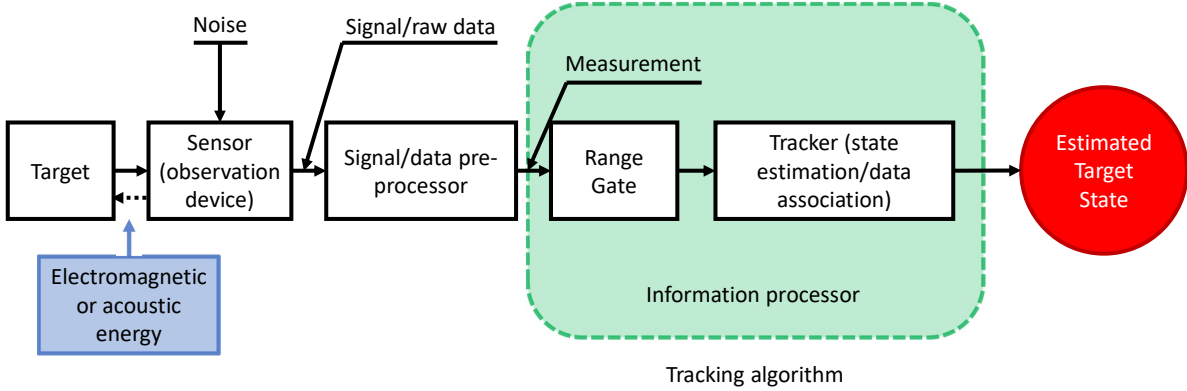 Noise
Signal/raw data
Measurement
Target
Sensor
(observation
device)
Signal/data pre-
processor
Range
Gate
Tracker (state
estimation/data
association)
Estimated
Target
State
Electromagnetic
or acoustic
energy
Information processor
Tracking algorithm